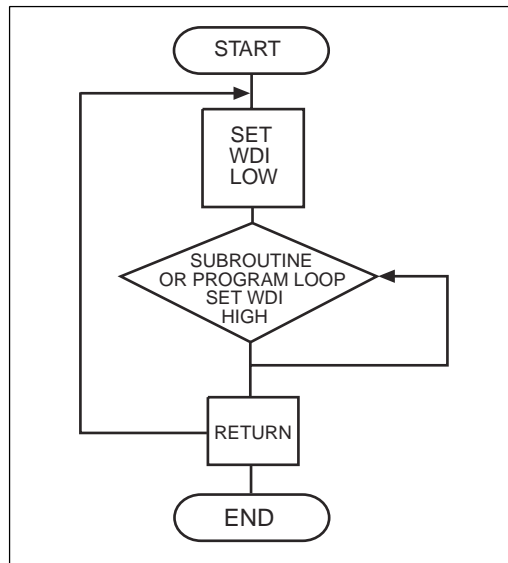 START
SET
WDI
LOW
SUBROUTINE
OR PROGRAM LOOP
SET WDI
HIGH
RETURN
END